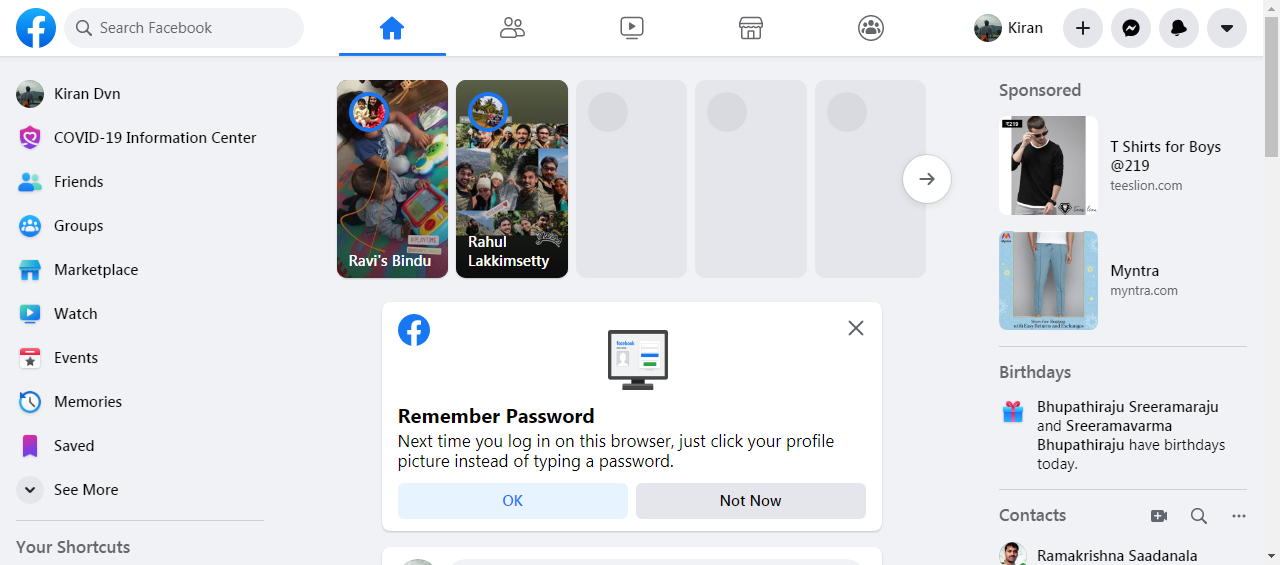 Search Facebook
Kiran
Kiran Dvn
COVID-19 Information Center
Friends
Groups
Marketplace
Watch
Events
Memories
Saved
See More
Your Shortcuts
Ravi's Bindu
Rahul
Lakkimsetty
facebook
Remember Password
Next time you log in on this browser, just click your profile
picture instead of typing a password.
OK
Not Now
Sponsored
₹219
T Shirts for Boys
@219
teeslion.com
Myntra
Myntra
myntra.com
Birthdays
Bhupathiraju Sreeramaraju
and Sreeramavarma
Bhupathiraju have birthdays
today.
Contacts
Ramakrishna Saadanala